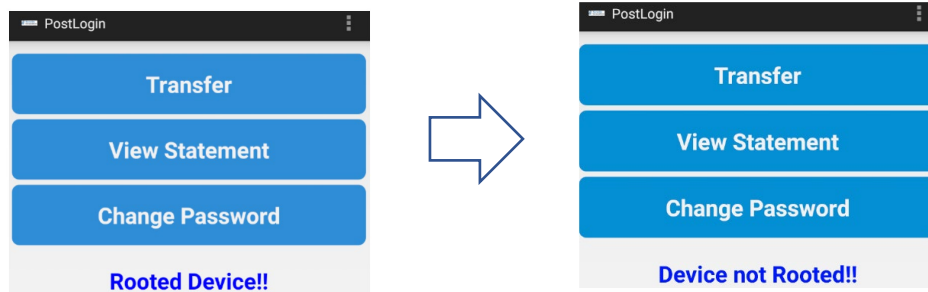 PostLogin
Transfer
View Statement
Change Password
Rooted Device!!
PostLogin
Transfer
View Statement
Change Password
Device not Rooted!!